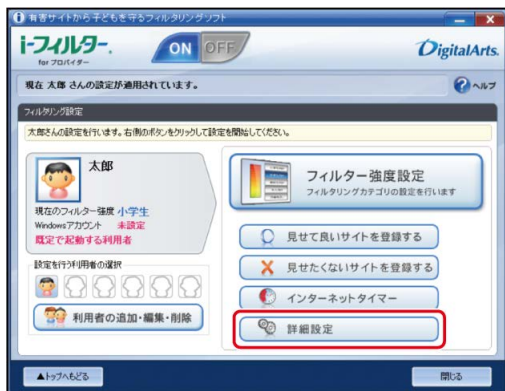 有害サイトから子どもを守るフィルタリングソフト
i-フィルター.
for プロバイダー
ON OFF
DigitalArts.
現在 太郎 さんの設定が適用されています。
ヘルプ
フィルタリング設定
太郎さんの設定を行います。右側のボタンをクリックして設定を開始してください。
太郎
現在のフィルター強度 小学生
Windowsアカウント 未設定
既定で起動する利用者
設定を行う利用者の選択
利用者の追加・編集・削除
フィルター強度設定
フィルタリングカテゴリの設定を行います
見せて良いサイトを登録する
見せたくないサイトを登録する
インターネットタイマー
詳細設定
▲トップへもどる
閉じる